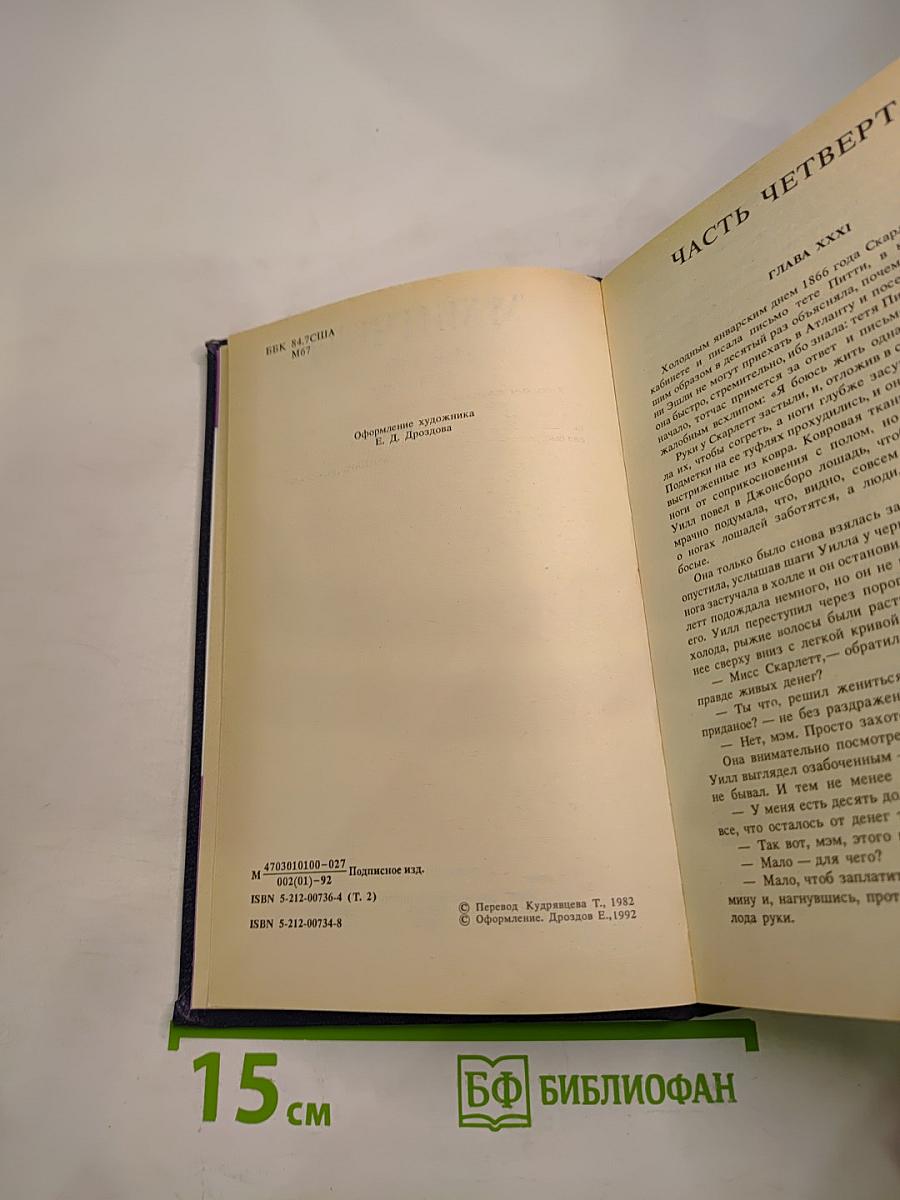 ББК 84.7США
М67
Оформление художника
Е. Д. Дроздова
М 4703010100-027 Подписное изд.
002(01)-92
ISBN 5-212-00736-4 (Т. 2)
ISBN 5-212-00734-8
© Перевод Кудрявцева Т., 1982
© Оформление. Дроздов Е.,1992
ЧАСТЬ ЧЕТВЕРТ
ГЛАВА XXXI
Холодным январским днем 1866 года Скар
кабинете и писала письмо тете Питти, в
шим образом в десятый раз объясняла, почем
ни Эшли не могут приехать в Атланту и посе
она быстро, стремительно, ибо знала: тетя Пи
начало, тотчас примется за ответ и письм
жалобным всхлипом: «Я боюсь жить одна
Руки у Скарлетт застыли, и, отложив в с
ла их, чтобы согреть, а ноги глубже засу
Подметки на ее туфлях прохудились, и он
выстриженные из ковра. Ковровая ткан
ноги от соприкосновения с полом, но
Уилл повел в Джонсборо лошадь, чтоб
мрачно подумала, что, видно, совсем
о ногах лошадей заботятся, а люди,
босые.
Она только было снова взялась за
опустила, услышав шаги Уилла у черн
нога застучала в холле и он останови
летт подождала немного, но он не
его. Уилл переступил через порог
холода, рыжие волосы были раст
нее сверху вниз с легкой кривой
— Мисс Скарлетт,— обратил
правде живых денег?
— Ты что, решил жениться
приданое? — не без раздражен
— Нет, мэм. Просто захот
Она внимательно посмотре
Уилл выглядел озабоченным
не бывал. И тем не менее
— У меня есть десять до
все, что осталось от денег
— Так вот, мэм, этого
— Мало — для чего?
— Мало, чтоб заплатит
мину и, нагнувшись, прот
лода руки.
15 см
БФ БИБЛИОФАН